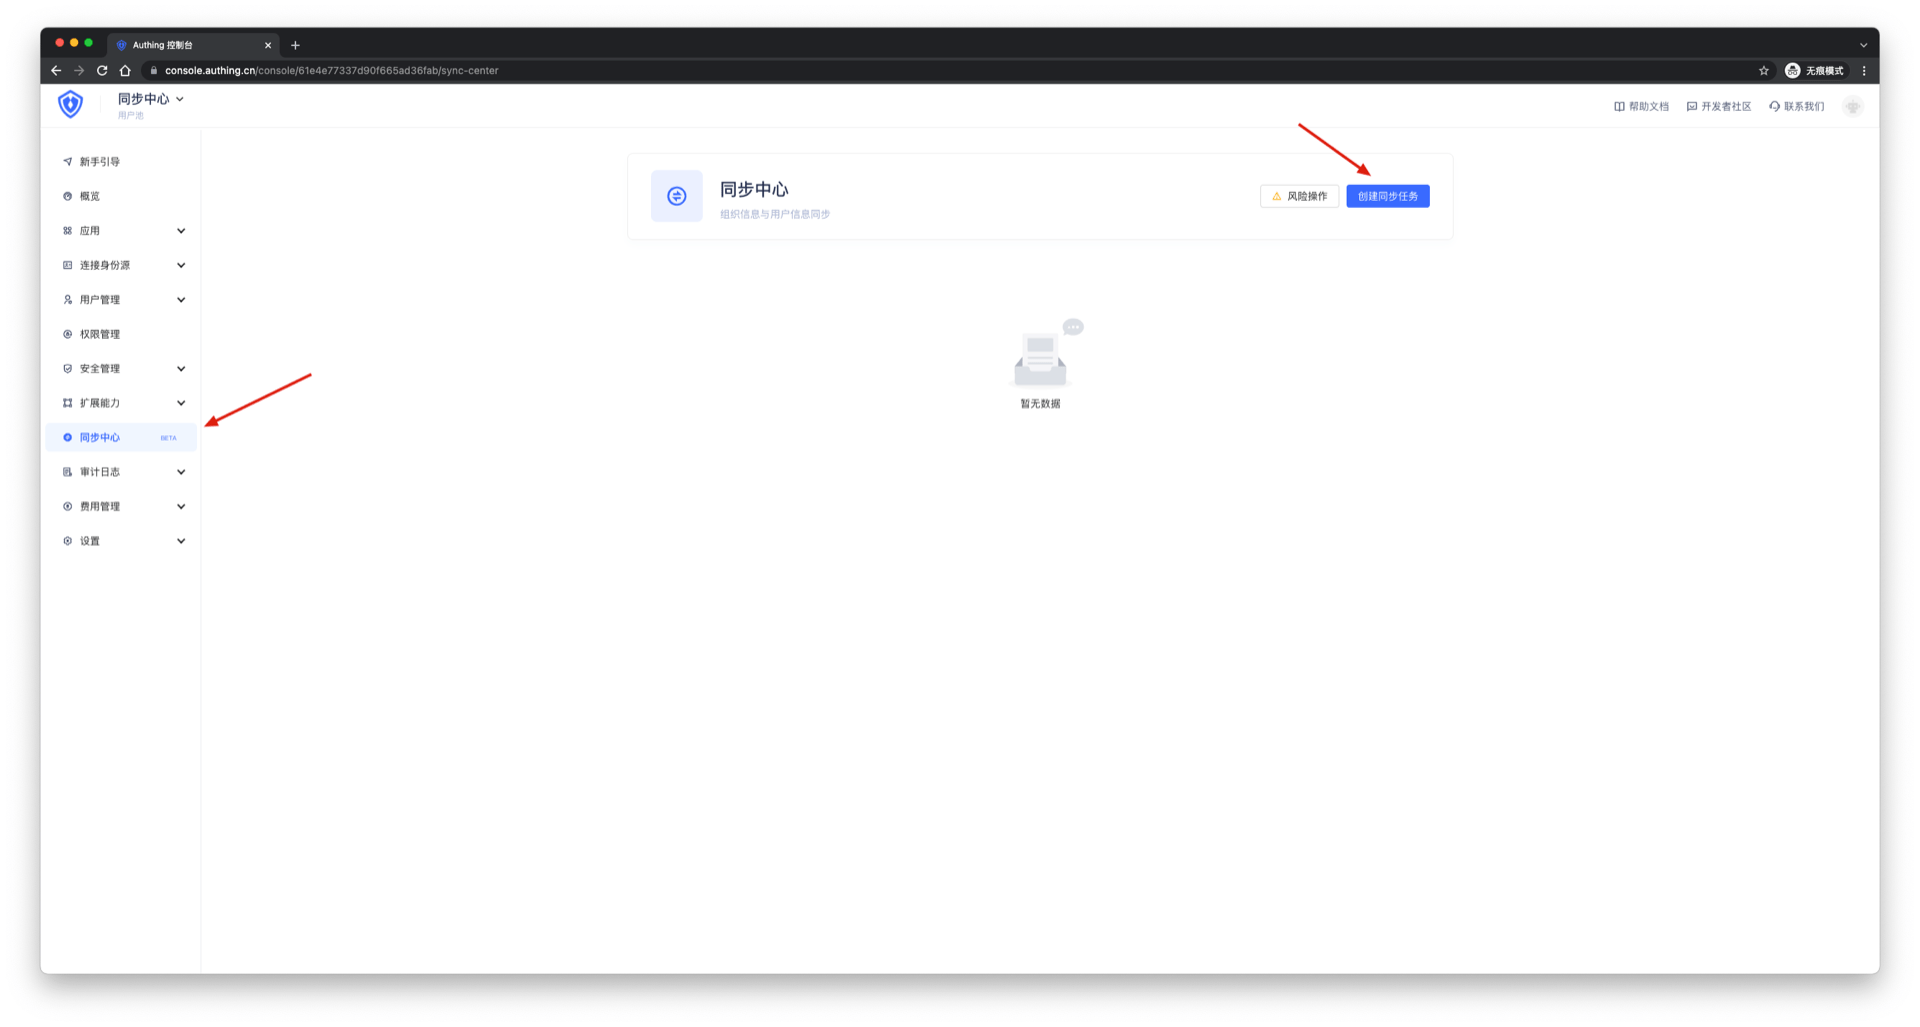 Authing 控制台
console.authing.cn/console/61e4e77337d90f665ad36fab/sync-center
无痕模式
同步中心
用户池
帮助文档
开发者社区
联系我们
新手引导
概览
应用
连接身份源
用户管理
权限管理
安全管理
扩展能力
同步中心 BETA
审计日志
费用管理
设置
同步中心
组织信息与用户信息同步
风险操作
创建同步任务
暂无数据